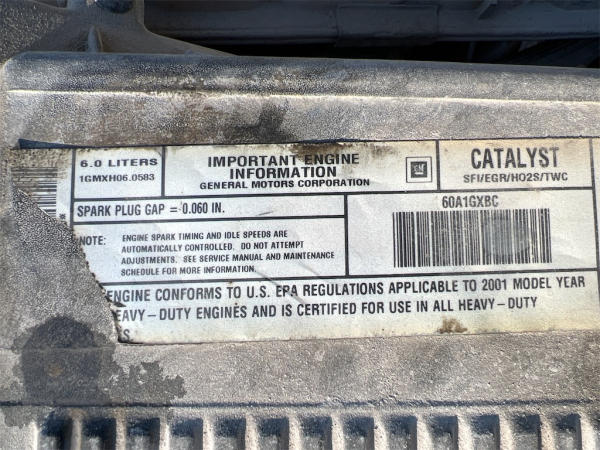 6.0 LITERS
1GMXH06.0583
IMPORTANT ENGINE
INFORMATION
GENERAL MOTORS CORPORATION
GM
CATALYST
SFI/EGR/HO2S/TWC
SPARK PLUG GAP = 0.060 IN.
60A1GXBC
NOTE: ENGINE SPARK TIMING AND IDLE SPEEDS ARE
AUTOMATICALLY CONTROLLED. DO NOT ATTEMPT
ADJUSTMENTS. SEE SERVICE MANUAL AND MAINTENANCE
SCHEDULE FOR MORE INFORMATION.
ENGINE CONFORMS TO U.S. EPA REGULATIONS APPLICABLE TO 2001 MODEL YEAR
EAVY-DUTY ENGINES AND IS CERTIFIED FOR USE IN ALL HEAVY-DUTY
S